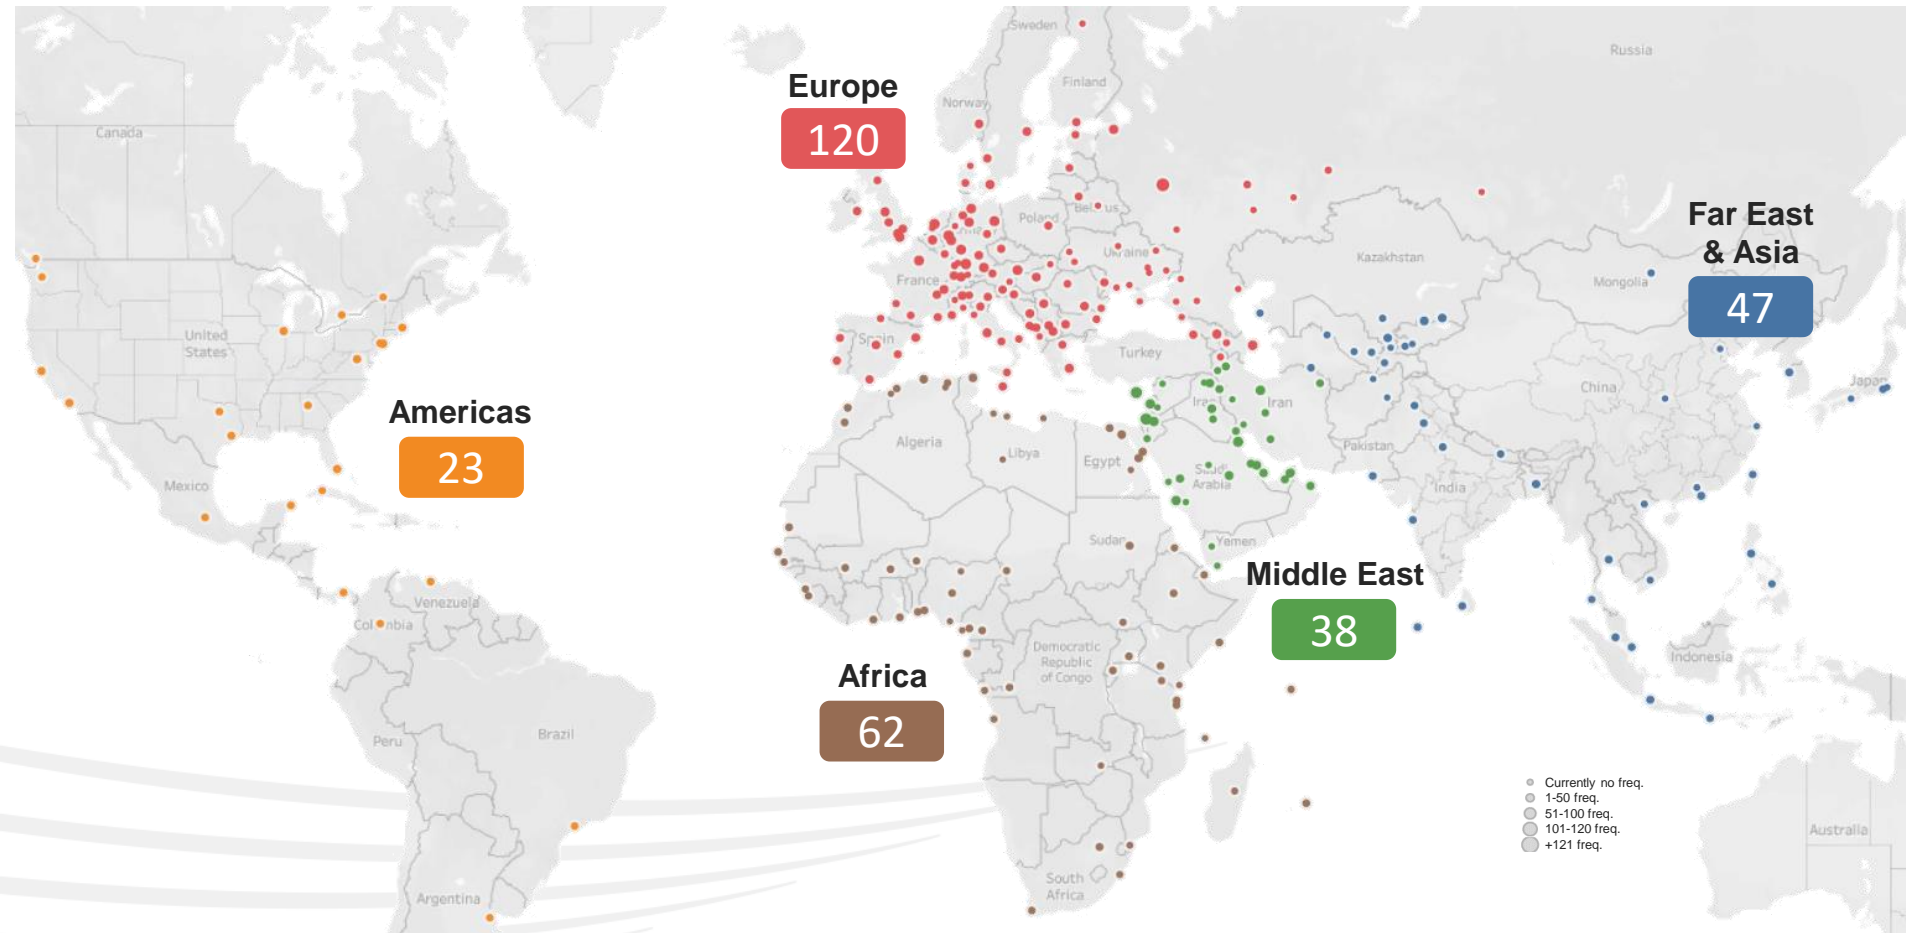 Sweden
Russia
Finland
Norway
Europe
120
Canada
Poland
Ukraine
France
Kazakhstan
Mongolia
Far East
& Asia
47
United
States
Spain
Turkey
China
Japan
Americas
23
Iran
Algeria
Libya
Egypt
Pakistan
Mexico
Saudi
Arabia
India
Sudan
Yemen
Middle East
38
Venezuela
Colombia
Democratic
Republic
of Congo
Indonesia
Africa
62
Brazil
Peru
Currently no freq.
1-50 freq.
51-100 freq.
101-120 freq.
+121 freq.
Australia
South
Africa
Argentina